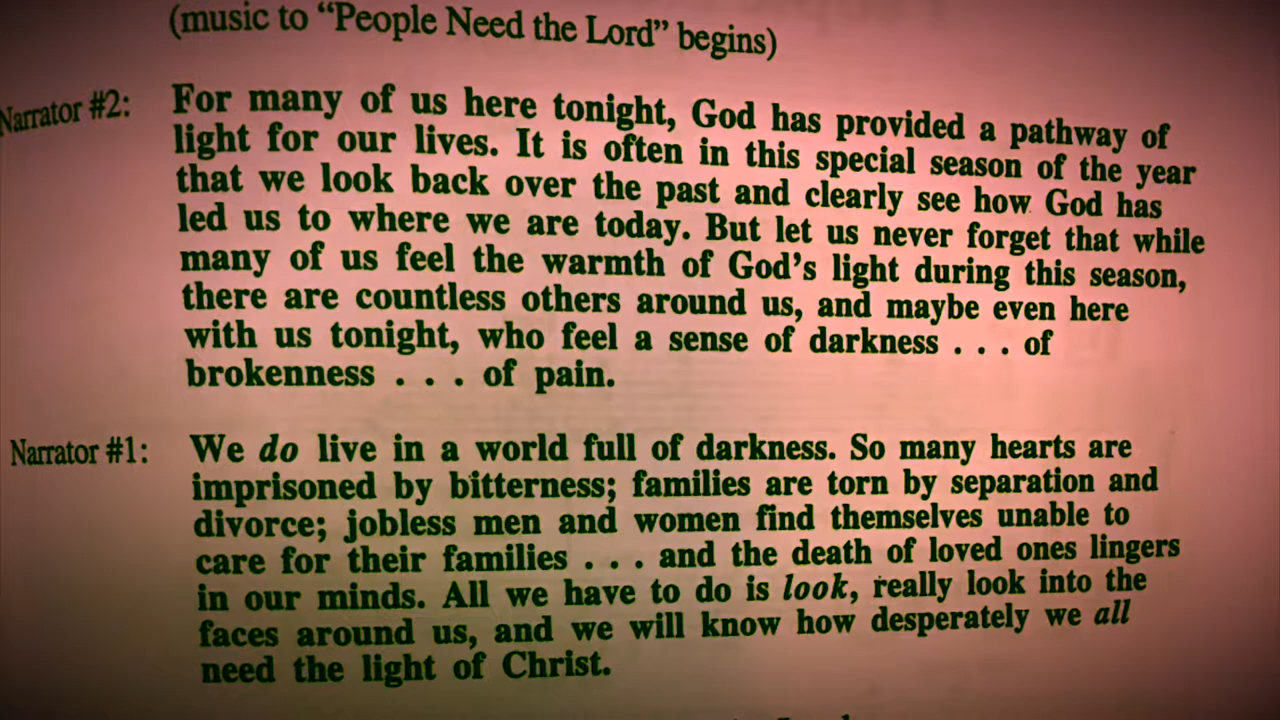 (music to “People Need the Lord” begins)
Narrator #2: For many of us here tonight, God has provided a pathway of
light for our lives. It is often in this special season of the year
that we look back over the past and clearly see how God has
led us to where we are today. But let us never forget that while
many of us feel the warmth of God’s light during this season,
there are countless others around us, and maybe even here
with us tonight, who feel a sense of darkness . . . of
brokenness . . . of pain.
Narrator #1: We do live in a world full of darkness. So many hearts are
imprisoned by bitterness; families are torn by separation and
divorce; jobless men and women find themselves unable to
care for their families . . . and the death of loved ones lingers
in our minds. All we have to do is look, really look into the
faces around us, and we will know how desperately we all
need the light of Christ.